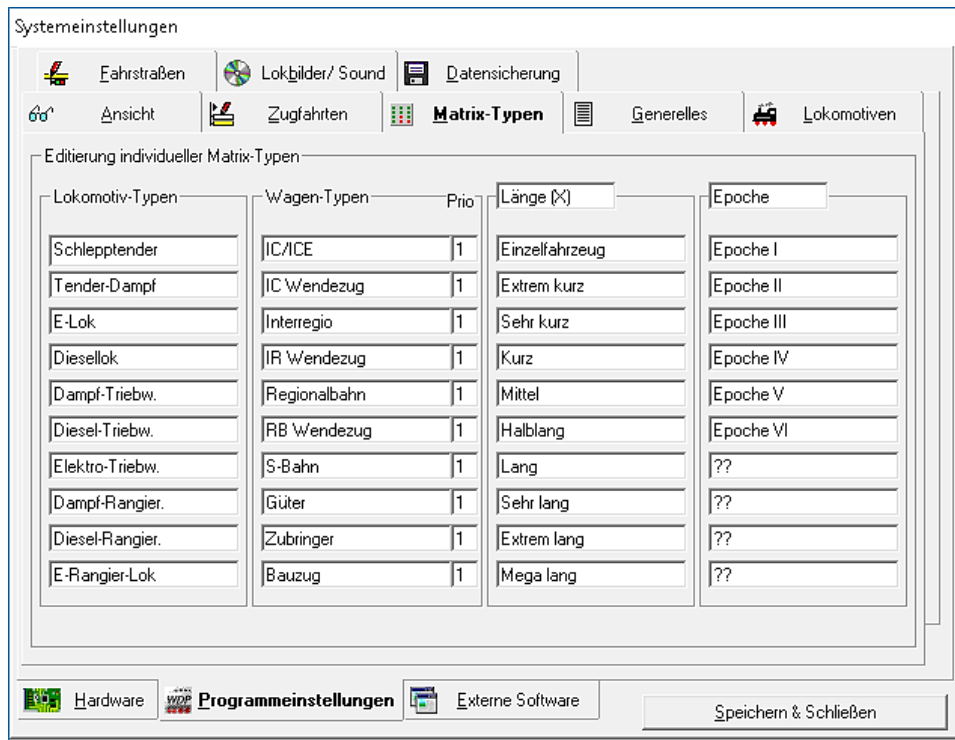 Systemeinstellungen
Fahrstraßen Lokbilder/ Sound Datensicherung
Ansicht Zugfahrten Matrix-Typen Generelles Lokomotiven
Editierung individueller Matrix-Typen
Lokomotiv-Typen Wagen-Typen Prio Länge (X) Epoche
Schlepptender IC/ICE 1 Einzelfahrzeug Epoche I
Tender-Dampf IC Wendezug 1 Extrem kurz Epoche II
E-Lok Interregio 1 Sehr kurz Epoche III
Diesellok IR Wendezug 1 Kurz Epoche IV
Dampf-Triebw. Regionalbahn 1 Mittel Epoche V
Diesel-Triebw. RB Wendezug 1 Halblang Epoche VI
Elektro-Triebw. S-Bahn 1 Lang ??
Dampf-Rangier. Güter 1 Sehr lang ??
Diesel-Rangier. Zubringer 1 Extrem lang ??
E-Rangier-Lok Bauzug 1 Mega lang ??
Hardware WDP Programmeinstellungen Externe Software
Speichern & Schließen